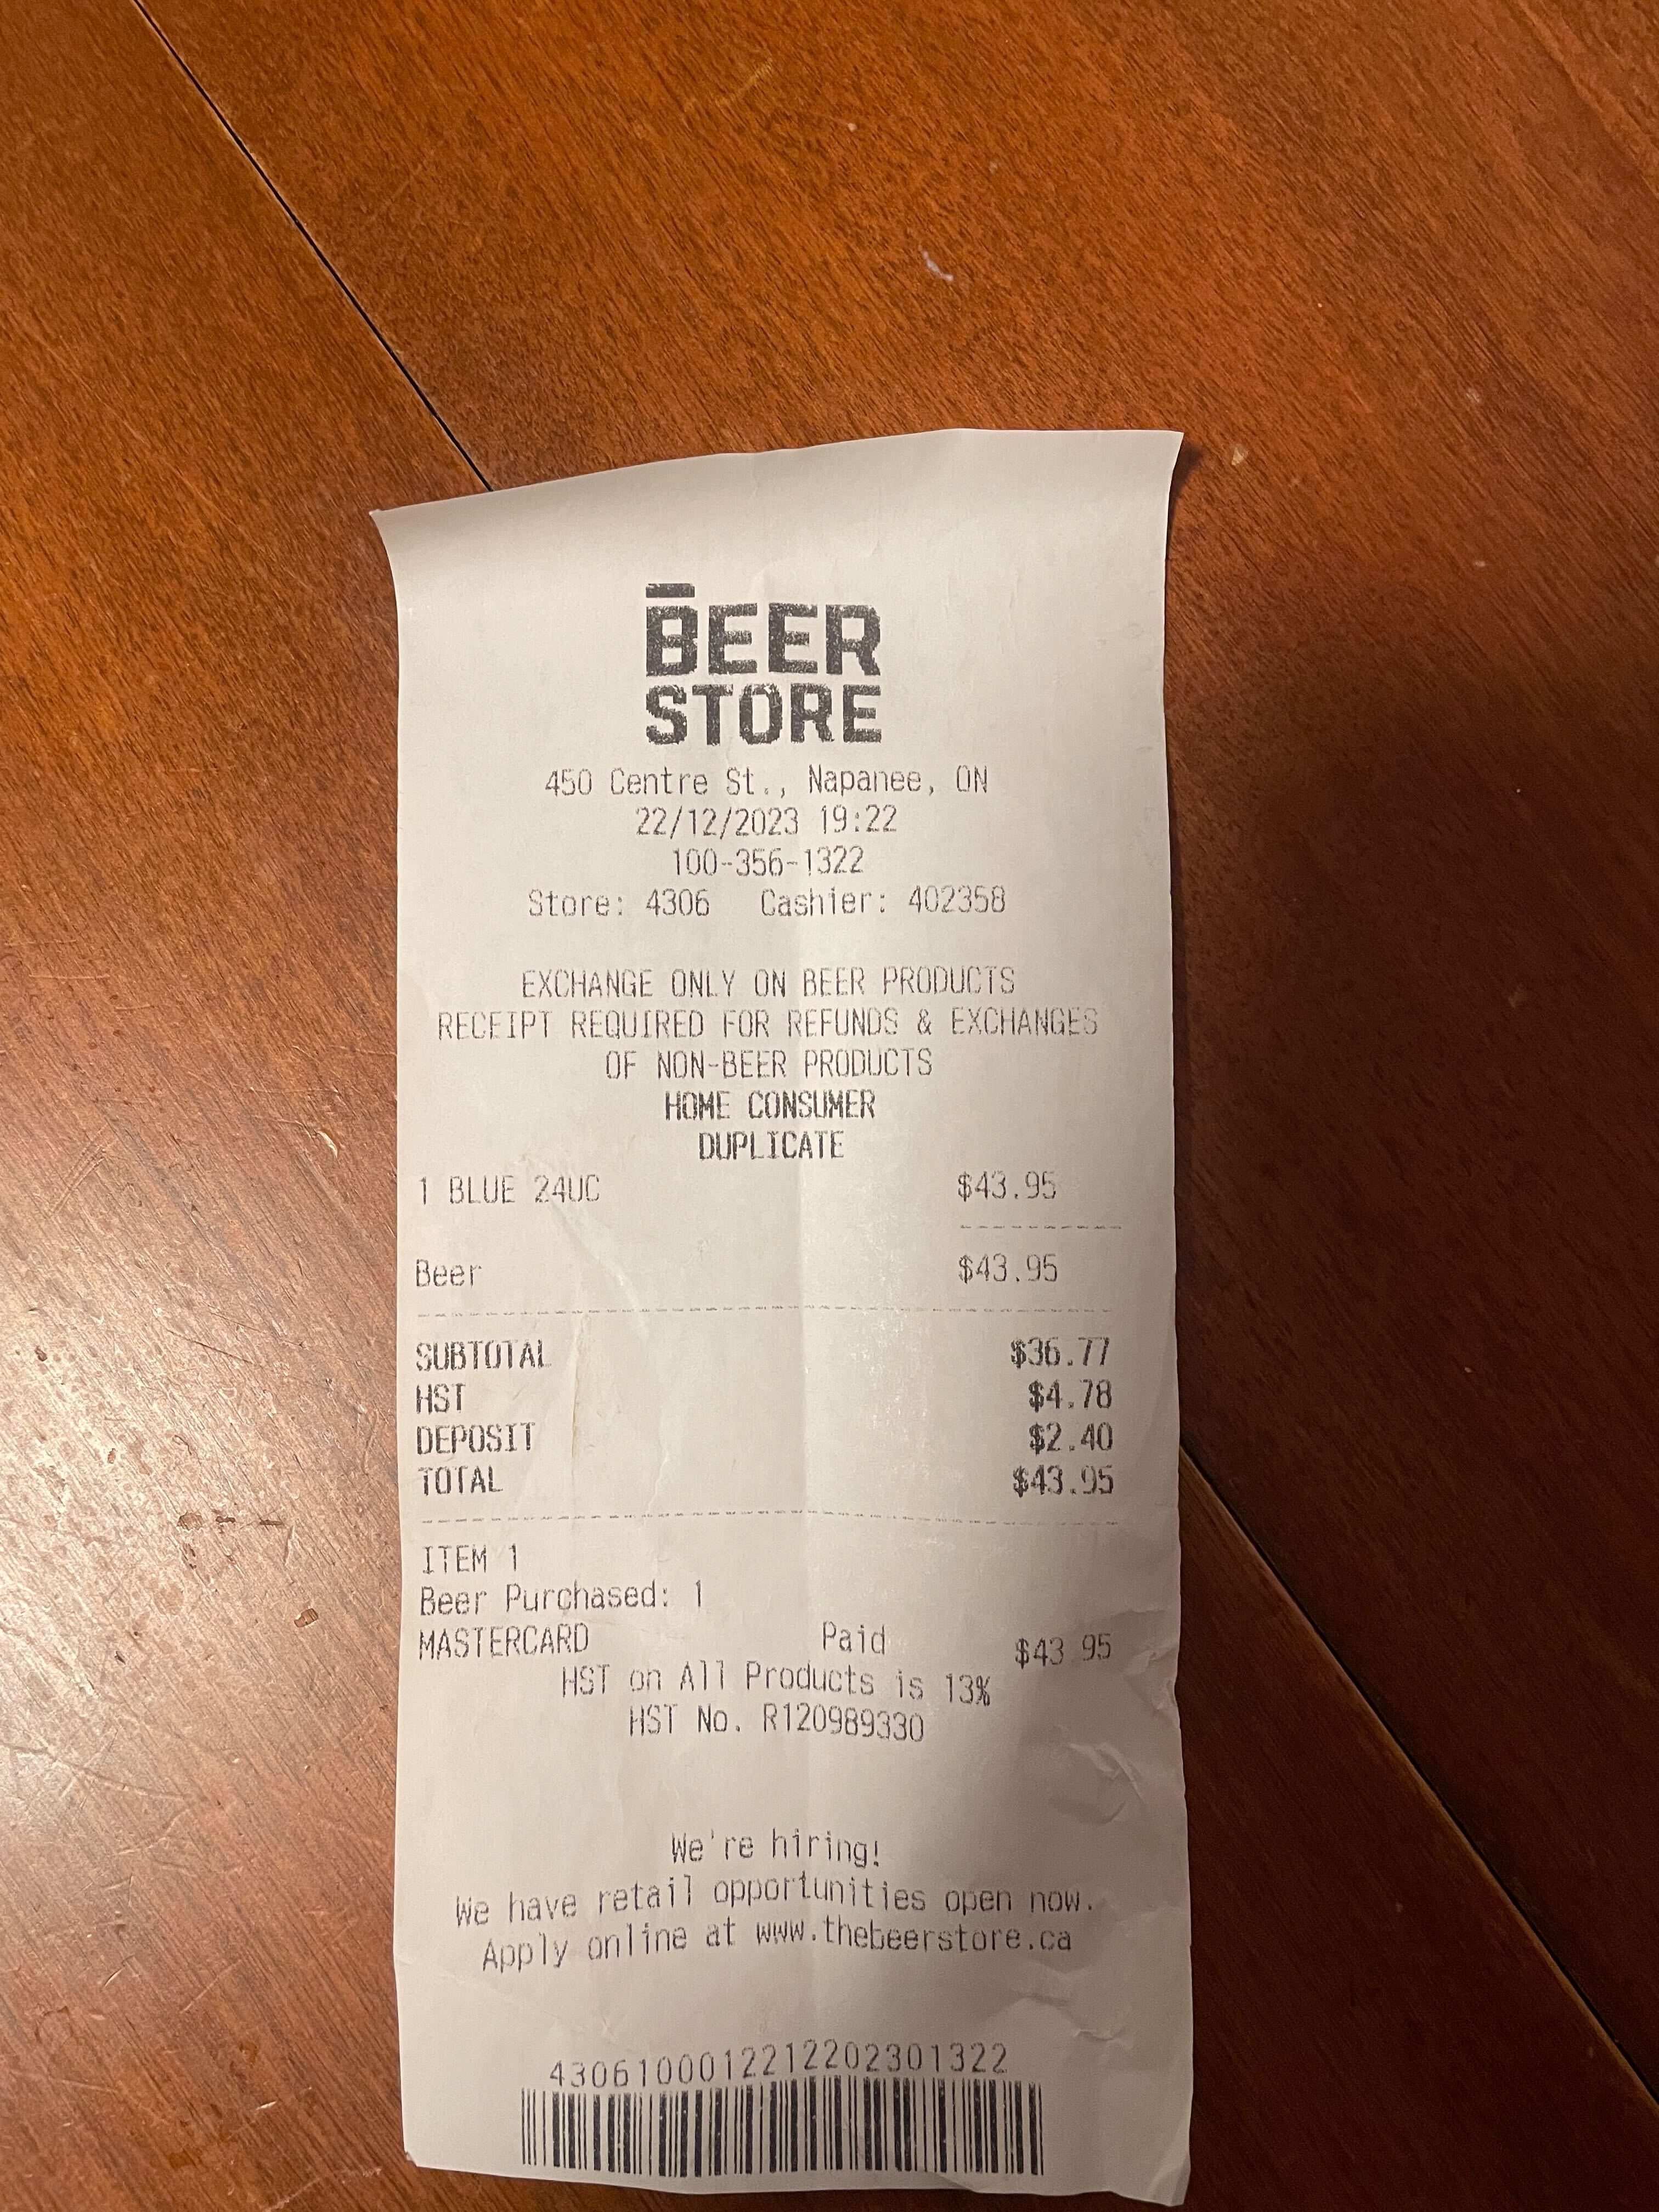 BEER
STORE
450 Centre St., Napanee, ON
22/12/2023 19:22
100-356-1322
Store: 4306 Cashier: 402358
EXCHANGE ONLY ON BEER PRODUCTS
RECEIPT REQUIRED FOR REFUNDS & EXCHANGES
OF NON-BEER PRODUCTS
HOME CONSUMER
DUPLICATE
1 BLUE 24UC $43.95
Beer $43.95
SUBTOTAL $36.77
HST $4.78
DEPOSIT $2.40
TOTAL $43.95
ITEM 1
Beer Purchased: 1
MASTERCARD Paid $43.95
HST on All Products is 13%
HST No. R120989330
We're hiring!
We have retail opportunities open now.
Apply online at www.thebeerstore.ca
4306100012212202301322